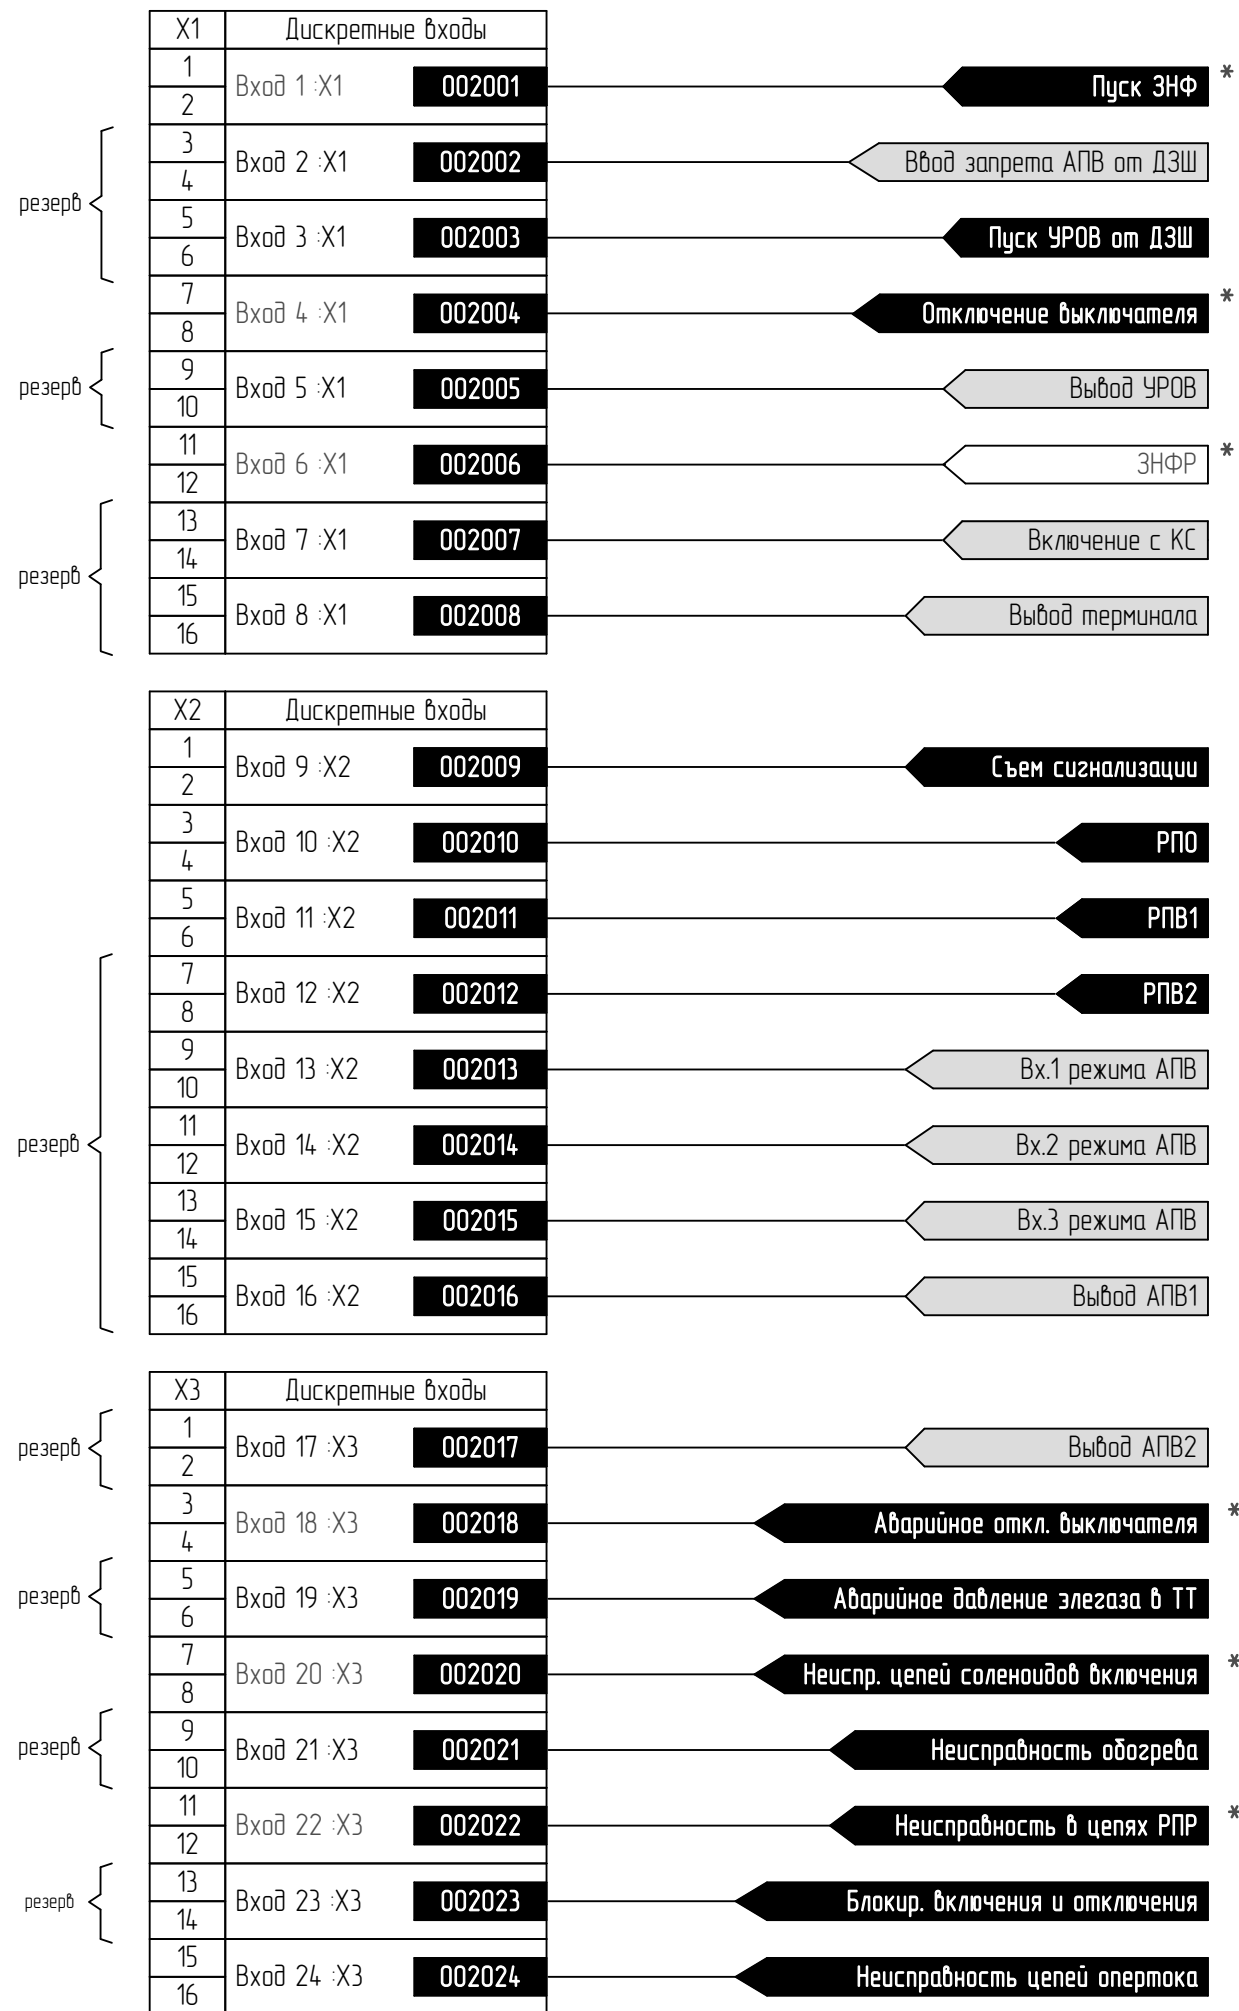 X1 Дискретные входы
1
Вход 1 :X1 002001 Пуск ЗНФ *
2
3
Вход 2 :X1 002002 Ввод запрета АПВ от ДЗШ
4
резерв
5
Вход 3 :X1 002003 Пуск УРОВ от ДЗШ
6
7
Вход 4 :X1 002004 Отключение выключателя *
8
9
резерв Вход 5 :X1 002005 Вывод УРОВ
10
11
Вход 6 :X1 002006 ЗНФР *
12
13
Вход 7 :X1 002007 Включение с КС
14
резерв
15
Вход 8 :X1 002008 Вывод терминала
16
X2 Дискретные входы
1
Вход 9 :X2 002009 Съем сигнализации
2
3
Вход 10 :X2 002010 РПО
4
5
Вход 11 :X2 002011 РПВ1
6
7
Вход 12 :X2 002012 РПВ2
8
9
Вход 13 :X2 002013 Вх.1 режима АПВ
10
11
резерв Вход 14 :X2 002014 Вх.2 режима АПВ
12
13
Вход 15 :X2 002015 Вх.3 режима АПВ
14
15
Вход 16 :X2 002016 Вывод АПВ1
16
X3 Дискретные входы
1
резерв Вход 17 :X3 002017 Вывод АПВ2
2
3
Вход 18 :X3 002018 Аварийное откл. выключателя *
4
5
резерв Вход 19 :X3 002019 Аварийное давление элегаза в ТТ
6
7
Вход 20 :X3 002020 Неиспр. цепей соленоидов включения *
8
9
резерв Вход 21 :X3 002021 Неисправность обогрева
10
11
Вход 22 :X3 002022 Неисправность в цепях РПР *
12
13
резерв Вход 23 :X3 002023 Блокир. включения и отключения
14
15
Вход 24 :X3 002024 Неисправность цепей опертока
16